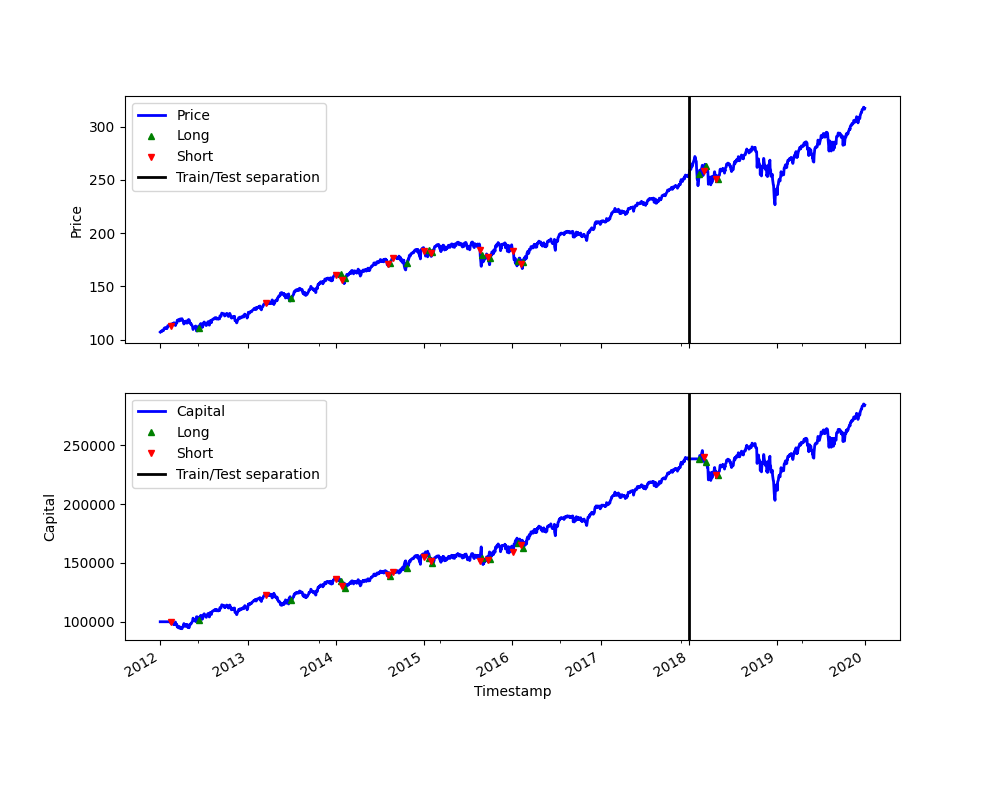 Price
Long
Short
Train/Test separation
300
250
200
150
100
Price
Capital
Long
Short
Train/Test separation
250000
200000
150000
100000
Capital
2012 2013 2014 2015 2016 2017 2018 2019 2020
Timestamp